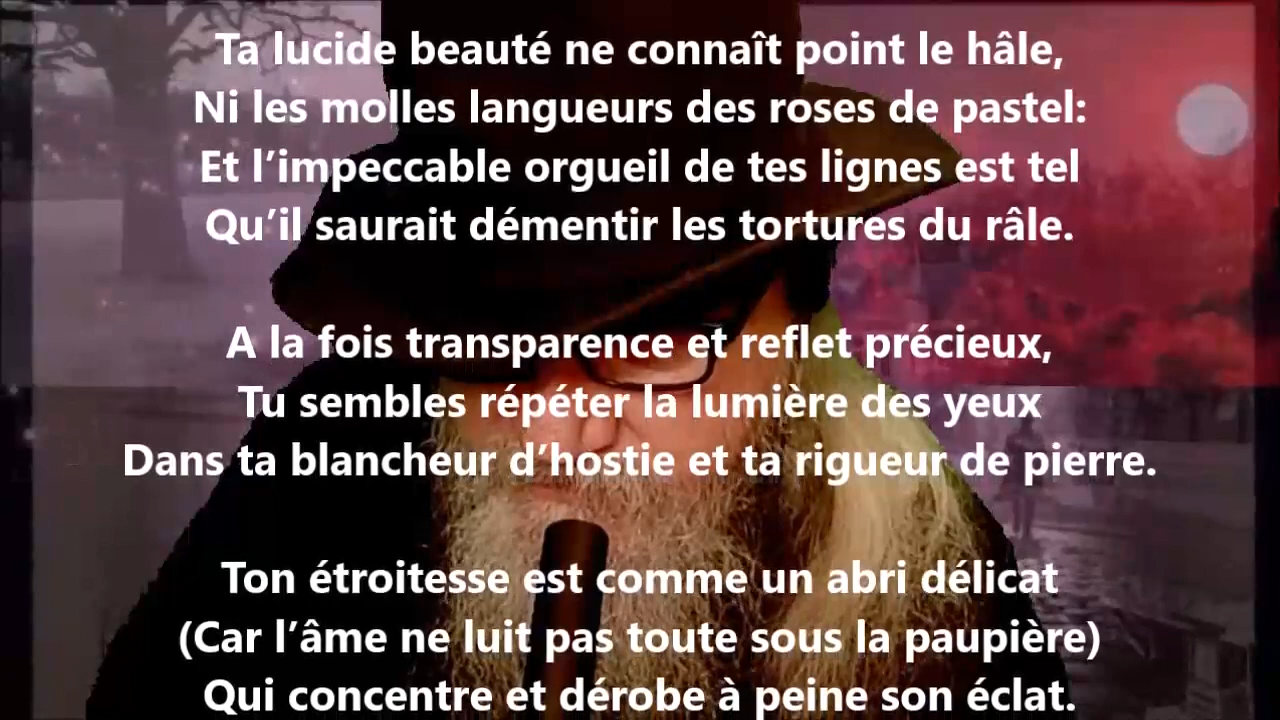 Ta lucide beauté ne connaît point le hâle,
Ni les molles langueurs des roses de pastel:
Et l’impeccable orgueil de tes lignes est tel
Qu’il saurait démentir les tortures du râle.
A la fois transparence et reflet précieux,
Tu sembles répéter la lumière des yeux
Dans ta blancheur d’hostie et ta rigueur de pierre.
Ton étroitesse est comme un abri délicat
(Car l’âme ne luit pas toute sous la paupière)
Qui concentre et dérobe à peine son éclat.